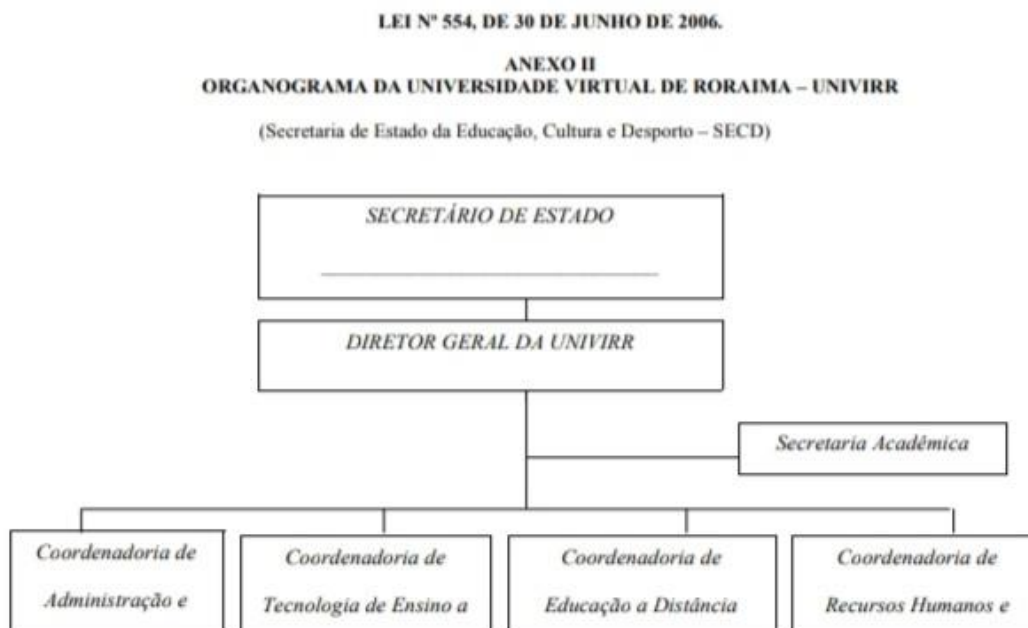 LEI Nº 554, DE 30 DE JUNHO DE 2006.
ANEXO II
ORGANOGRAMA DA UNIVERSIDADE VIRTUAL DE RORAIMA – UNIVIRR
(Secretaria de Estado da Educação, Cultura e Desporto – SECD)
SECRETÁRIO DE ESTADO
DIRETOR GERAL DA UNIVIRR
Secretaria Acadêmica
Coordenadoria de
Administração e
Coordenadoria de
Tecnologia de Ensino a
Coordenadoria de
Educação a Distância
Coordenadoria de
Recursos Humanos e